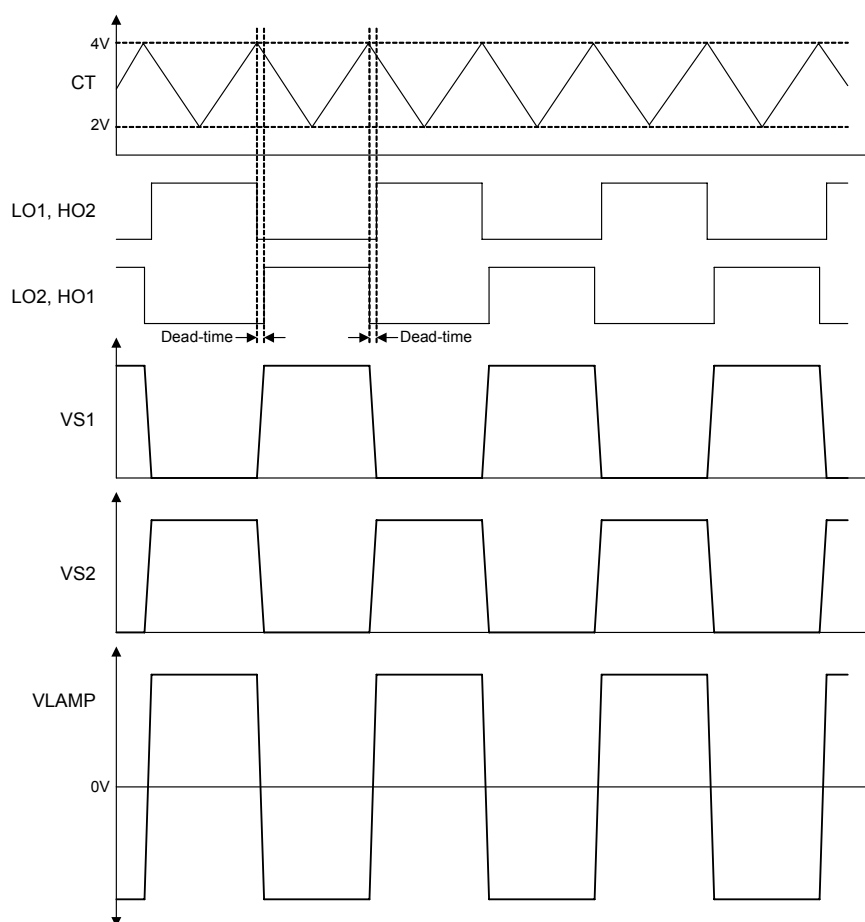 4V
CT
2V
LO1, HO2
LO2, HO1
Dead-time
Dead-time
VS1
VS2
VLAMP
0V